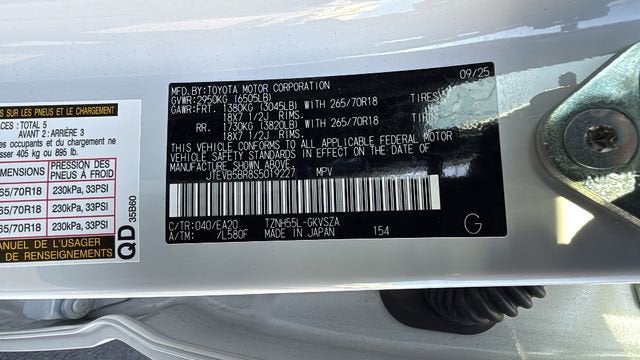 MFD. BY: TOYOTA MOTOR CORPORATION 09/25
GVWR: 2950KG (6505LB)
GAWR: FRT. 1380KG (3045LB) WITH 265/70R18 TIRES
18X7 1/2J RIMS.
RR. 1730KG (3820LB) WITH 265/70R18 TIRES
18X7 1/2J RIMS.
THIS VEHICLE CONFORMS TO ALL APPLICABLE FEDERAL MOTOR
VEHICLE SAFETY STANDARDS IN EFFECT ON THE DATE OF
MANUFACTURE SHOWN ABOVE.
JTEVB5BR8S5019227 MPV
C/TR: 040/EA20 TZNH55L-GKVSZA
A/TM: /L580F MADE IN JAPAN 154
G
SUR LES PNEUS ET LE CHARGEMENT
TOTAL 5
AVANT 2 : ARRIÈRE 3
occupants et du chargement
405 kg ou 895 lb.
PRESSION DES
PNEUS À FROID
65/70R18 230kPa, 33PSI
65/70R18 230kPa, 33PSI
65/70R18 230kPa, 33PSI
MANUEL DE L'USAGER
DE RENSEIGNEMENTS
QD 35B60